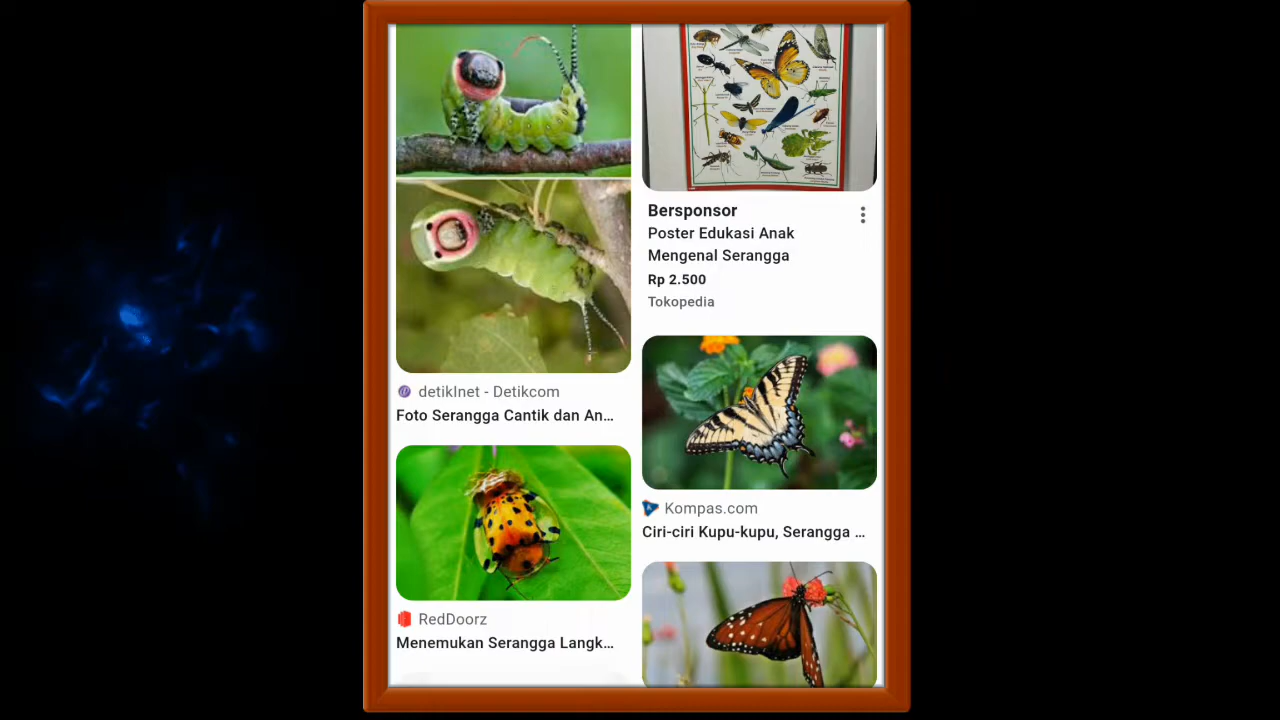 Bersponsor
Poster Edukasi Anak
Mengenal Serangga
Rp 2.500
Tokopedia
detikInet - Detikcom
Foto Serangga Cantik dan An...
Kompas.com
Ciri-ciri Kupu-kupu, Serangga ...
RedDoorz
Menemukan Serangga Langk...